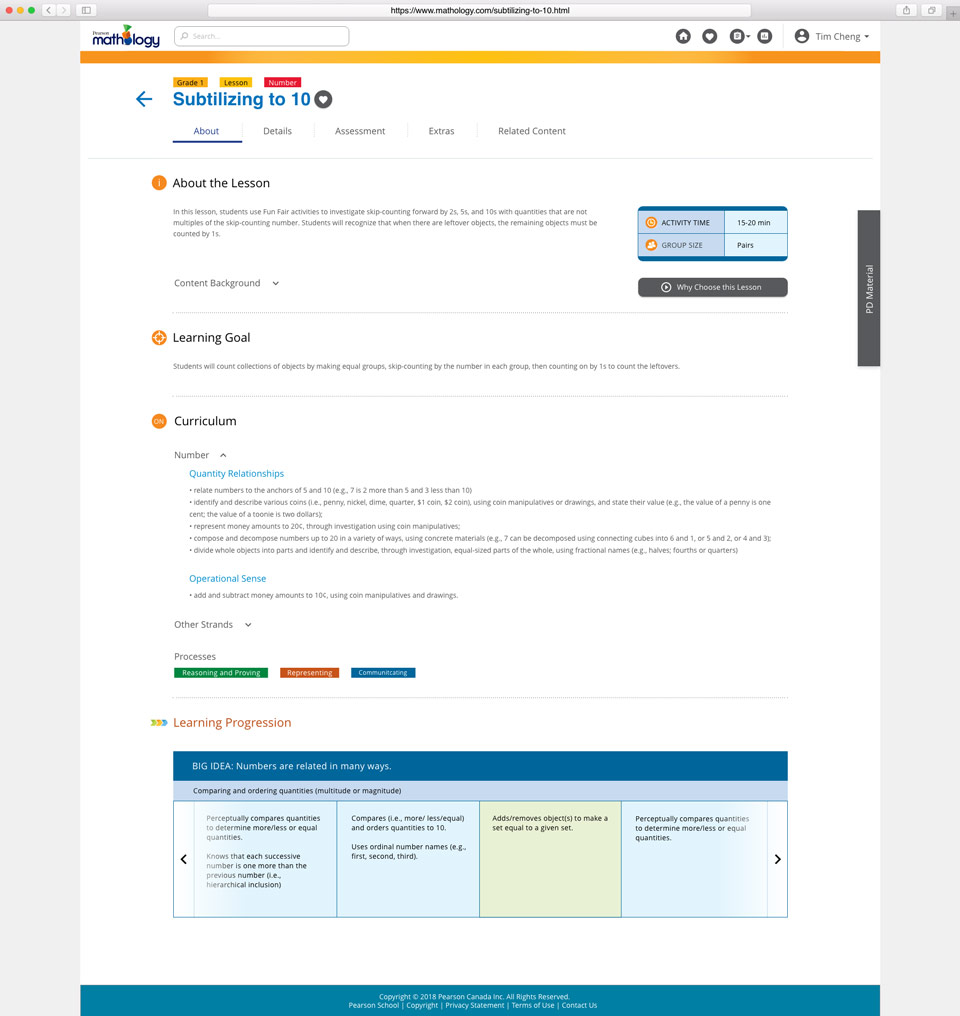 https://www.mathology.com/subtilizing-to-10.html
Pearson
mathology
Search...
Tim Cheng
Grade 1
Lesson
Number
Subtilizing to 10
About
Details
Assessment
Extras
Related Content
About the Lesson
In this lesson, students use Fun Fair activities to investigate skip-counting forward by 2s, 5s, and 10s with quantities that are not
multiples of the skip-counting number. Students will recognize that when there are leftover objects, the remaining objects must be
counted by 1s.
ACTIVITY TIME
15-20 min
GROUP SIZE
Pairs
Content Background
Why Choose this Lesson
PD Material
Learning Goal
Students will count collections of objects by making equal groups, skip-counting by the number in each group, then counting on by 1s to count the leftovers.
ON
Curriculum
Number
Quantity Relationships
• relate numbers to the anchors of 5 and 10 (e.g., 7 is 2 more than 5 and 3 less than 10)
• identify and describe various coins (i.e., penny, nickel, dime, quarter, $1 coin, $2 coin), using coin manipulatives or drawings, and state their value (e.g., the value of a penny is one
cent; the value of a toonie is two dollars);
• represent money amounts to 20¢, through investigation using coin manipulatives;
• compose and decompose numbers up to 20 in a variety of ways, using concrete materials (e.g., 7 can be decomposed using connecting cubes into 6 and 1, or 5 and 2, or 4 and 3);
• divide whole objects into parts and identify and describe, through investigation, equal-sized parts of the whole, using fractional names (e.g., halves; fourths or quarters)
Operational Sense
• add and subtract money amounts to 10¢, using coin manipulatives and drawings.
Other Strands
Processes
Reasoning and Proving
Representing
Communitcating
Learning Progression
BIG IDEA: Numbers are related in many ways.
Comparing and ordering quantities (multitude or magnitude)
Perceptually compares quantities
to determine more/less or equal
quantities.
Knows that each successive
number is one more than the
previous number (i.e.,
hierarchical inclusion)
Compares (i.e., more/ less/equal)
and orders quantities to 10.
Uses ordinal number names (e.g.,
first, second, third).
Adds/removes object(s) to make a
set equal to a given set.
Perceptually compares quantities
to determine more/less or equal
quantities.
Copyright © 2018 Pearson Canada Inc. All Rights Reserved.
Pearson School | Copyright | Privacy Statement | Terms of Use | Contact Us